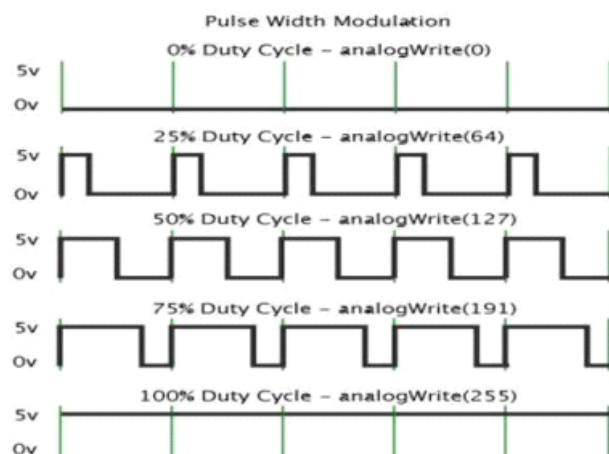 Pulse Width Modulation
0% Duty Cycle – analogWrite(0)
5v
0v
25% Duty Cycle – analogWrite(64)
5v
0v
50% Duty Cycle – analogWrite(127)
5v
0v
75% Duty Cycle – analogWrite(191)
5v
0v
100% Duty Cycle – analogWrite(255)
5v
0v